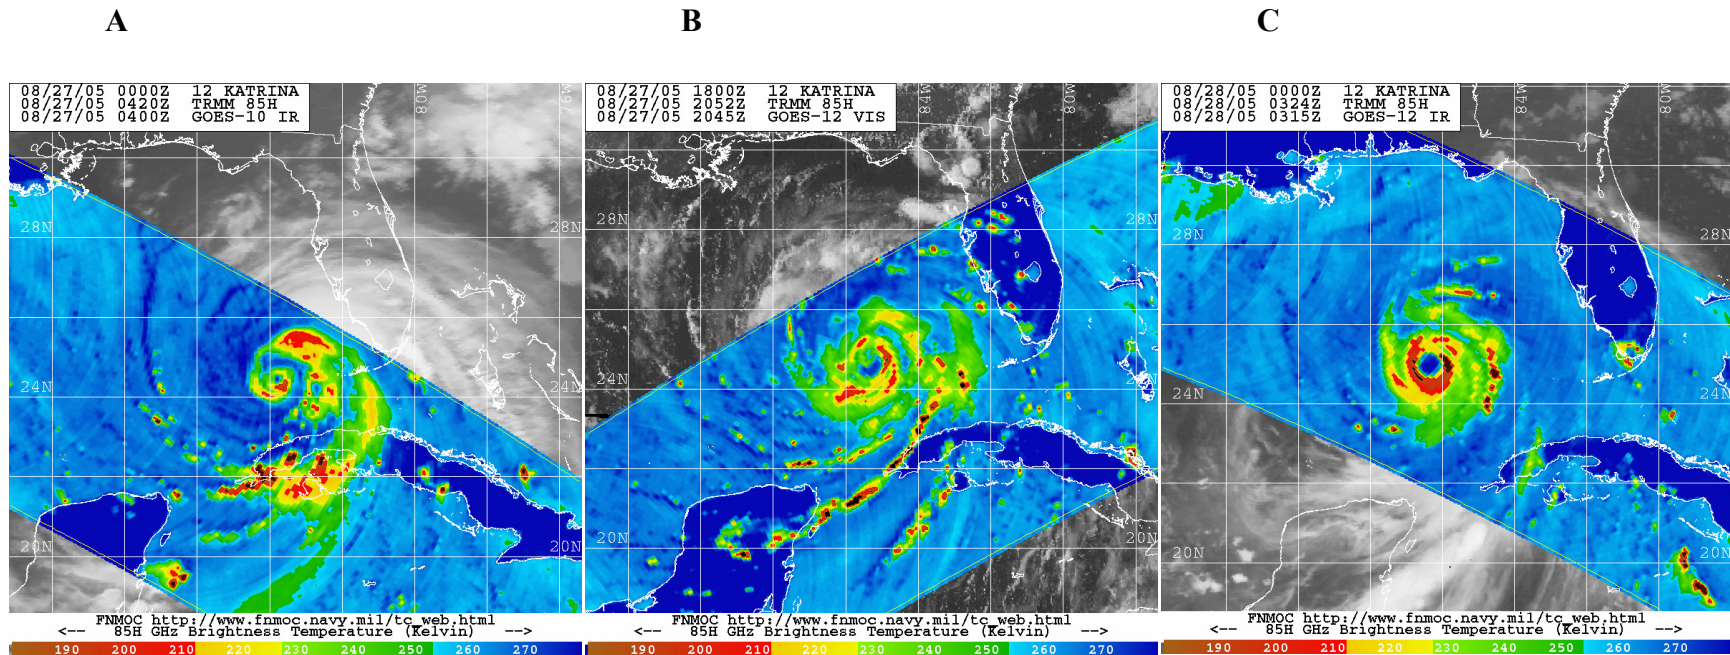 A
08/27/05 0000Z 12 KATRINA
08/27/05 0420Z TRMM 85H
08/27/05 0400Z GOES-10 IR
80W
76W
28N
28N
24N
24N
20N
20N
FNMOC http://www.fnmoc.navy.mil/tc_web.html
<-- 85H GHz Brightness Temperature (Kelvin) -->
190 200 210 220 230 240 250 260 270
B
08/27/05 1800Z 12 KATRINA
08/27/05 2052Z TRMM 85H
08/27/05 2045Z GOES-12 VIS
84W
80W
28N
28N
24N
24N
20N
20N
FNMOC http://www.fnmoc.navy.mil/tc_web.html
<-- 85H GHz Brightness Temperature (Kelvin) -->
190 200 210 220 230 240 250 260 270
C
08/28/05 0000Z 12 KATRINA
08/28/05 0324Z TRMM 85H
08/28/05 0315Z GOES-12 IR
84W
80W
28N
28N
24N
24N
20N
20N
FNMOC http://www.fnmoc.navy.mil/tc_web.html
<-- 85H GHz Brightness Temperature (Kelvin) -->
190 200 210 220 230 240 250 260 270